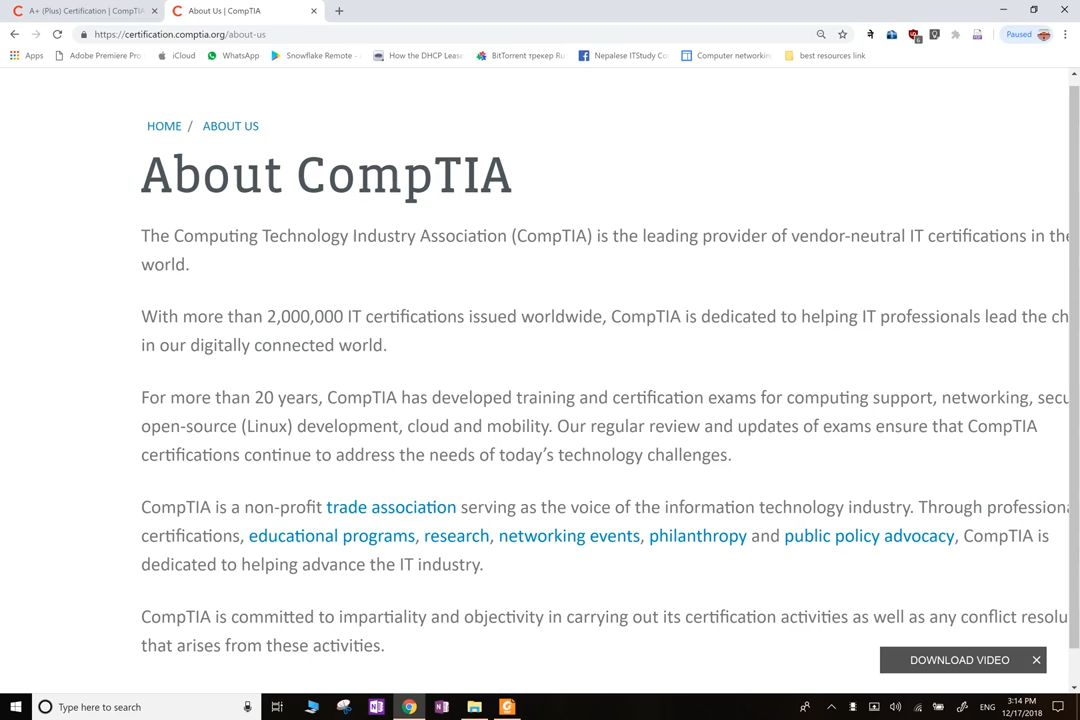 A+ (Plus) Certification | CompTIA
About Us | CompTIA
https://certification.comptia.org/about-us
Paused
Apps
Adobe Premiere Pro
iCloud
WhatsApp
Snowflake Remote -
How the DHCP Lease
BitTorrent трекер Ru
Nepalese ITStudy Co
Computer networkin
best resources link
HOME / ABOUT US
About CompTIA
The Computing Technology Industry Association (CompTIA) is the leading provider of vendor-neutral IT certifications in the
world.
With more than 2,000,000 IT certifications issued worldwide, CompTIA is dedicated to helping IT professionals lead the ch
in our digitally connected world.
For more than 20 years, CompTIA has developed training and certification exams for computing support, networking, secu
open-source (Linux) development, cloud and mobility. Our regular review and updates of exams ensure that CompTIA
certifications continue to address the needs of today's technology challenges.
CompTIA is a non-profit trade association serving as the voice of the information technology industry. Through professiona
certifications, educational programs, research, networking events, philanthropy and public policy advocacy, CompTIA is
dedicated to helping advance the IT industry.
CompTIA is committed to impartiality and objectivity in carrying out its certification activities as well as any conflict resolu
that arises from these activities.
DOWNLOAD VIDEO
Type here to search
ENG
3:14 PM
12/17/2018